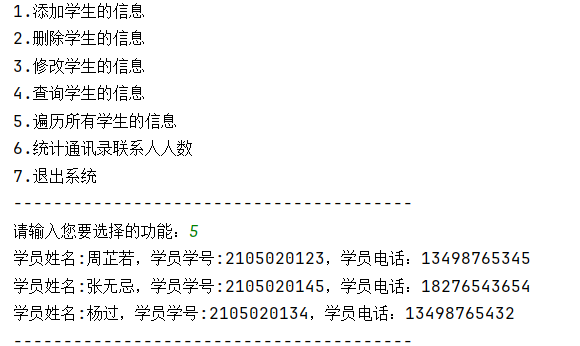 1.添加学生的信息
2.删除学生的信息
3.修改学生的信息
4.查询学生的信息
5.遍历所有学生的信息
6.统计通讯录联系人人数
7.退出系统
---------------------------------------
请输入您要选择的功能：5
学员姓名:周芷若，学员学号:2105020123，学员电话：13498765345
学员姓名:张无忌，学员学号:2105020145，学员电话：18276543654
学员姓名:杨过，学员学号:2105020134，学员电话：13498765432
---------------------------------------